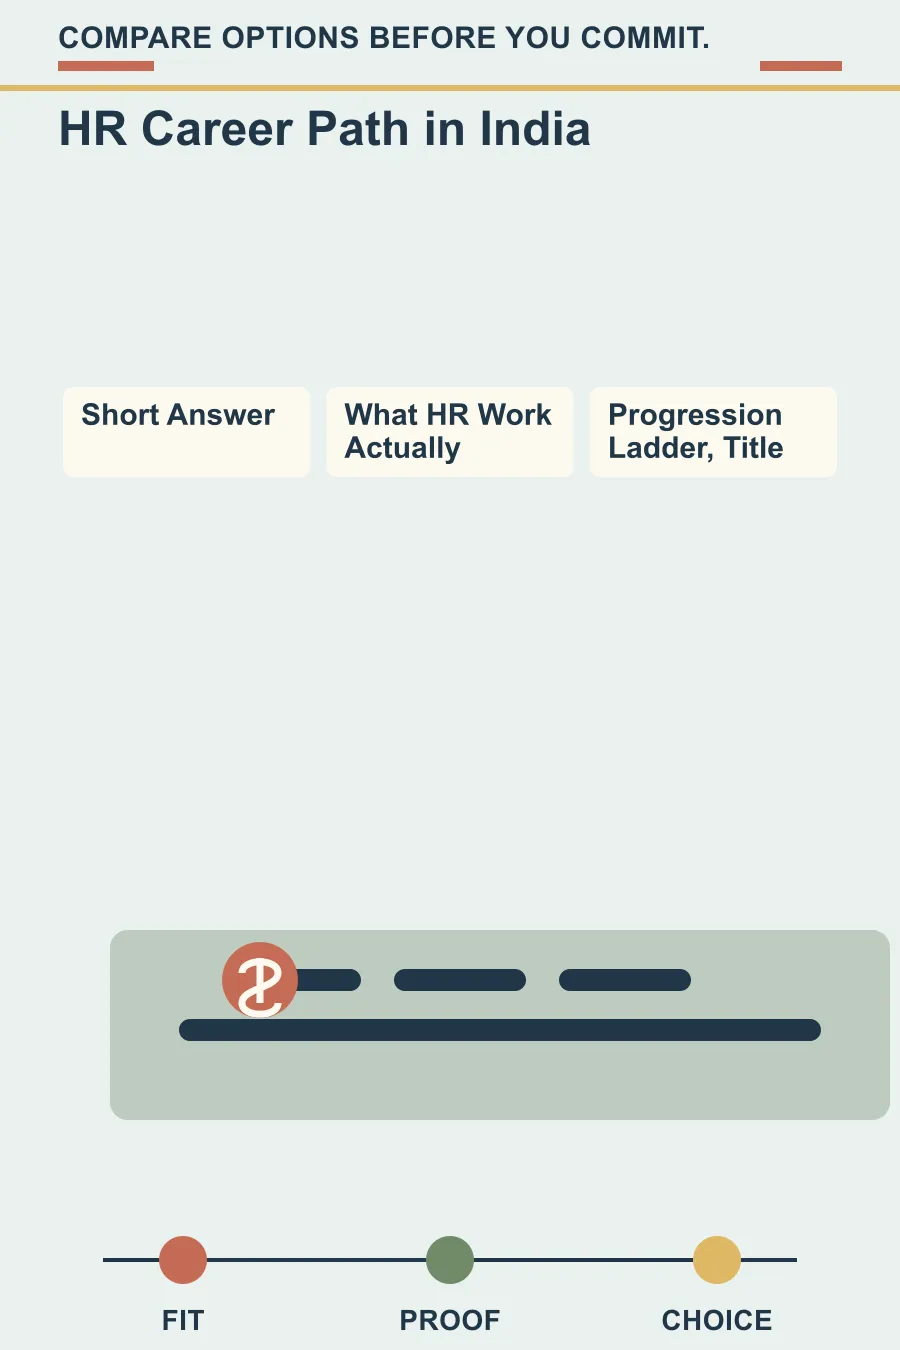 COMPARE OPTIONS BEFORE YOU COMMIT.
HR Career Path in India
Short Answer
What HR Work
Actually
Progression
Ladder, Title
FIT
PROOF
CHOICE